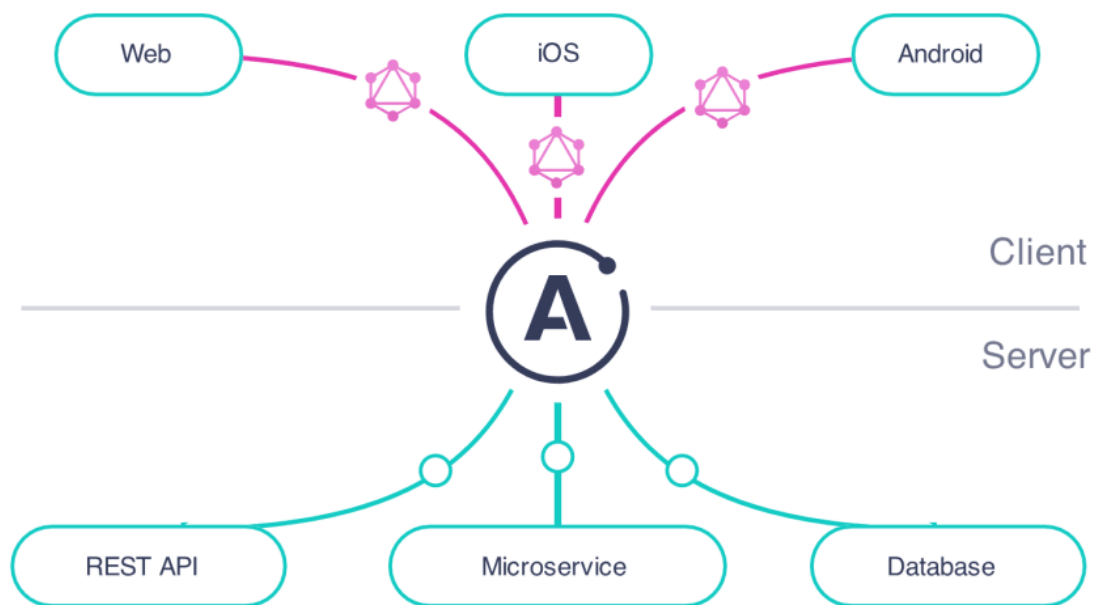 Web
iOS
Android
Client
A
Server
REST API
Microservice
Database